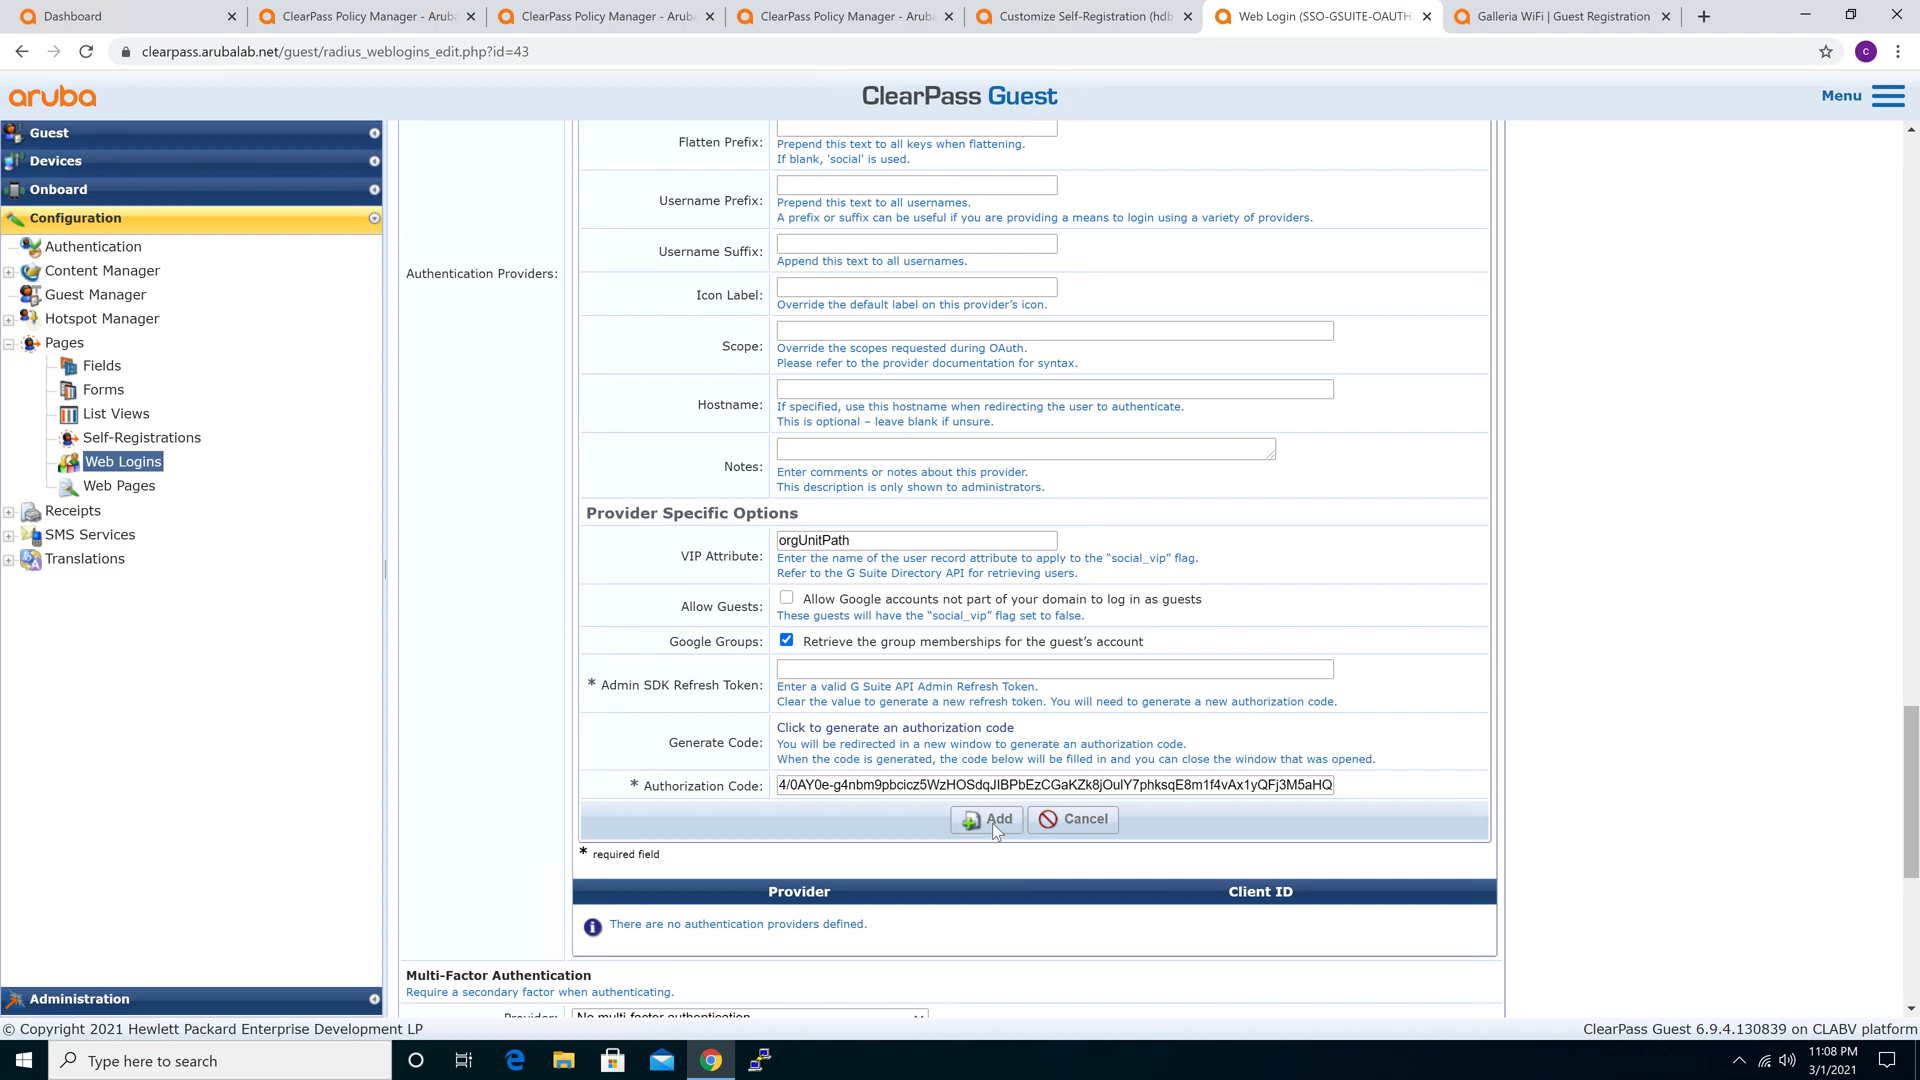 Dashboard
ClearPass Policy Manager - Aruba
ClearPass Policy Manager - Aruba
ClearPass Policy Manager - Aruba
Customize Self-Registration (hdb
Web Login (SSO-GSUITE-OAUTH
Galleria WiFi | Guest Registration
clearpass.arubalab.net/guest/radius_weblogins_edit.php?id=43
c
aruba
ClearPass Guest
Menu
Guest
Devices
Onboard
Configuration
Authentication
Content Manager
Guest Manager
Hotspot Manager
Pages
Fields
Forms
List Views
Self-Registrations
Web Logins
Web Pages
Receipts
SMS Services
Translations
Administration
Authentication Providers:
Flatten Prefix:
Prepend this text to all keys when flattening.
If blank, 'social' is used.
Username Prefix:
Prepend this text to all usernames.
A prefix or suffix can be useful if you are providing a means to login using a variety of providers.
Username Suffix:
Append this text to all usernames.
Icon Label:
Override the default label on this provider's icon.
Scope:
Override the scopes requested during OAuth.
Please refer to the provider documentation for syntax.
Hostname:
If specified, use this hostname when redirecting the user to authenticate.
This is optional – leave blank if unsure.
Notes:
Enter comments or notes about this provider.
This description is only shown to administrators.
Provider Specific Options
VIP Attribute:
orgUnitPath
Enter the name of the user record attribute to apply to the “social_vip” flag.
Refer to the G Suite Directory API for retrieving users.
Allow Guests:
Allow Google accounts not part of your domain to log in as guests
These guests will have the “social_vip” flag set to false.
Google Groups:
Retrieve the group memberships for the guest's account
* Admin SDK Refresh Token:
Enter a valid G Suite API Admin Refresh Token.
Clear the value to generate a new refresh token. You will need to generate a new authorization code.
Generate Code:
Click to generate an authorization code
You will be redirected in a new window to generate an authorization code.
When the code is generated, the code below will be filled in and you can close the window that was opened.
* Authorization Code:
4/0AY0e-g4nbm9pbcicz5WzHOSdqJIBPbEzCGaKZk8jOulY7phksqE8m1f4vAx1yQFj3M5aHQ
Add
Cancel
* required field
Provider
Client ID
There are no authentication providers defined.
Multi-Factor Authentication
Require a secondary factor when authenticating.
Provider:
No multi-factor authentication
© Copyright 2021 Hewlett Packard Enterprise Development LP
ClearPass Guest 6.9.4.130839 on CLABV platform
Type here to search
11:08 PM
3/1/2021